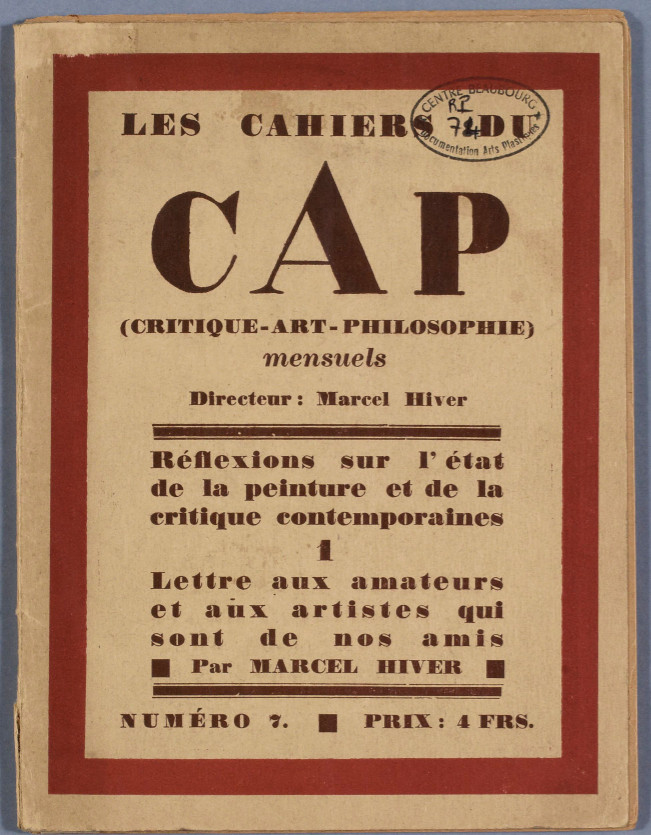 LES CAHIERS DU
CENTRE BEAUBOURG
RP
Documentation Arts Plastiques
CAP
(CRITIQUE-ART-PHILOSOPHIE)
mensuels
Directeur: Marcel Hiver
Réflexions sur l'état
de la peinture et de la
critique contemporaines
1
Lettre aux amateurs
et aux artistes qui
sont de nos amis
Par MARCEL HIVER
NUMÉRO 7. PRIX: 4 FRS.